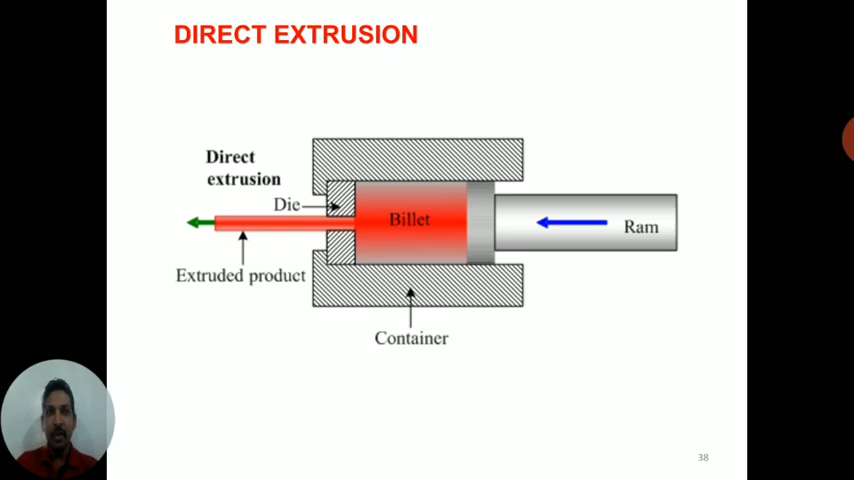 DIRECT EXTRUSION
Direct
extrusion
Die
Billet
Ram
Extruded product
Container
38